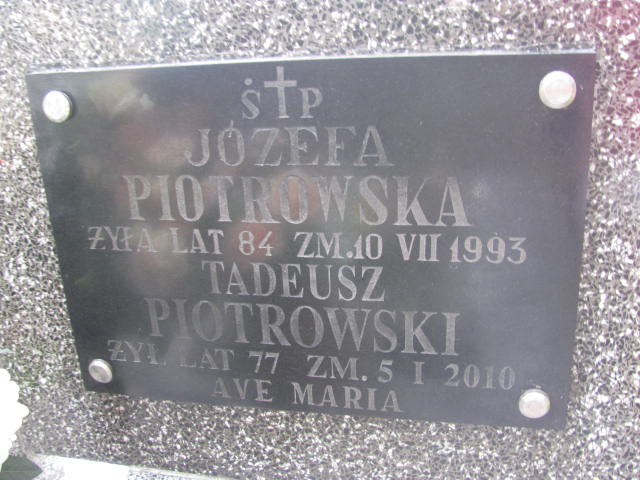 Ś†P
JÓZEFA
PIOTROWSKA
ŻYŁA LAT 84 ZM.10 VII 1993
TADEUSZ
PIOTROWSKI
ŻYŁ LAT 77 ZM. 5 I 2010
AVE MARIA